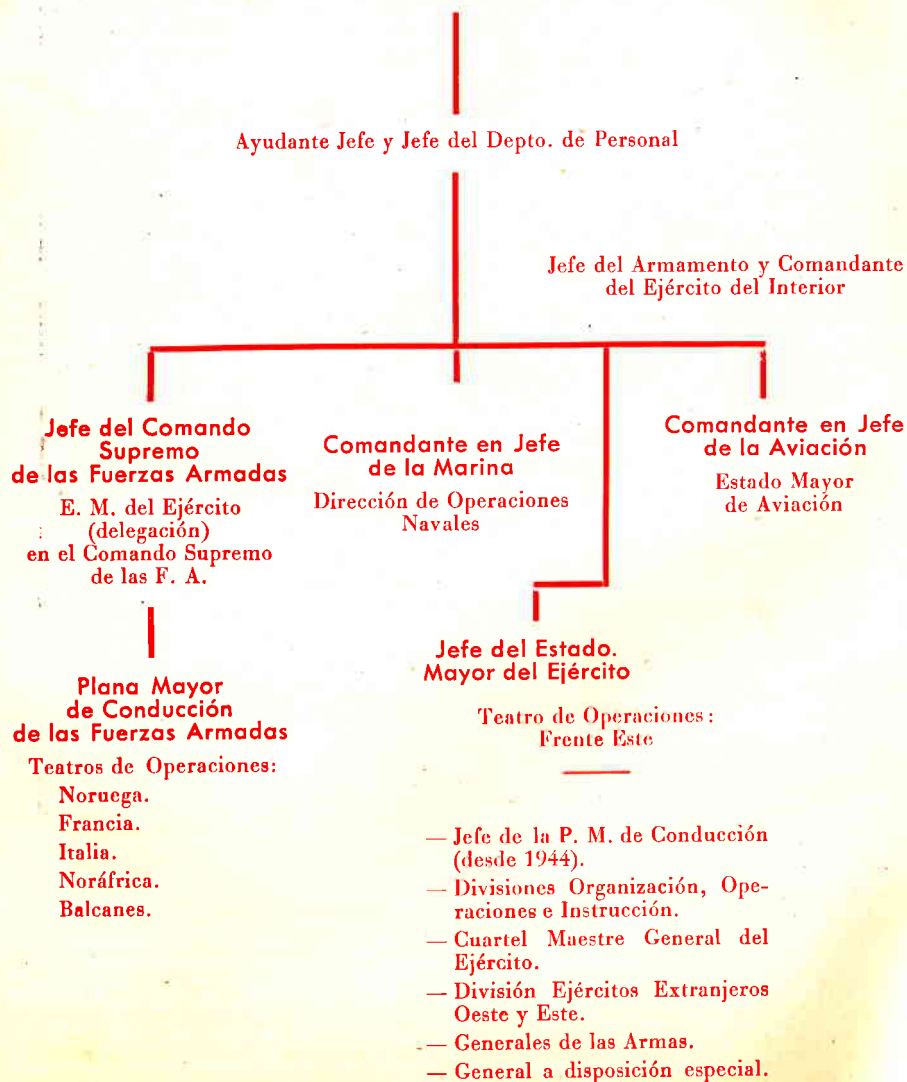 Ayudante Jefe y Jefe del Depto. de Personal
Jefe del Armamento y Comandante
del Ejército del Interior
Jefe del Comando
Supremo
de las Fuerzas Armadas
E. M. del Ejército
(delegación)
en el Comando Supremo
de las F. A.
Plana Mayor
de Conducción
de las Fuerzas Armadas
Teatros de Operaciones:
Noruega.
Francia.
Italia.
Noráfrica.
Balcanes.
Comandante en Jefe
de la Marina
Dirección de Operaciones
Navales
Jefe del Estado.
Mayor del Ejército
Teatro de Operaciones:
Frente Este
— Jefe de la P. M. de Conducción
(desde 1944).
— Divisiones Organización, Ope-
raciones e Instrucción.
— Cuartel Maestre General del
Ejército.
— División Ejércitos Extranjeros
Oeste y Este.
— Generales de las Armas.
— General a disposición especial.
Comandante en Jefe
de la Aviación
Estado Mayor
de Aviación